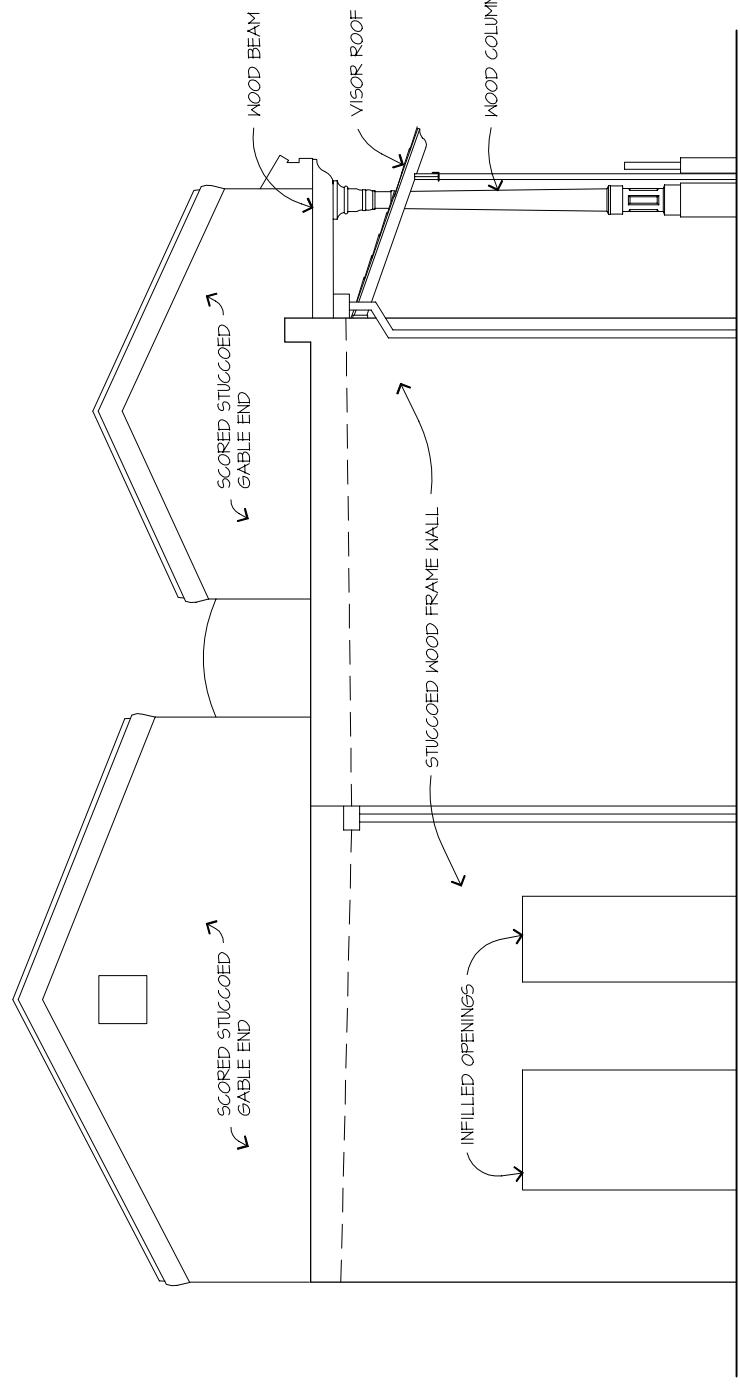 SCORED STUCCOED
GABLE END
SCORED STUCCOED
GABLE END
WOOD BEAM
VISOR ROOF
STUCCOED WOOD FRAME WALL
INFILLED OPENINGS
WOOD COLUMN